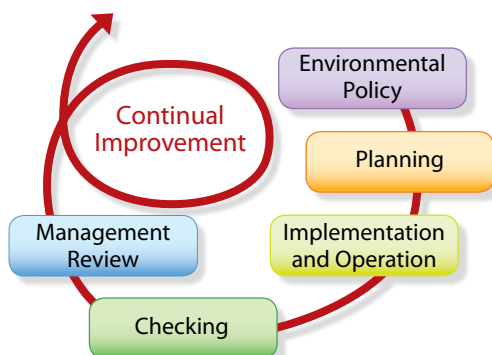 Continual
Improvement
Environmental
Policy
Planning
Implementation
and Operation
Checking
Management
Review